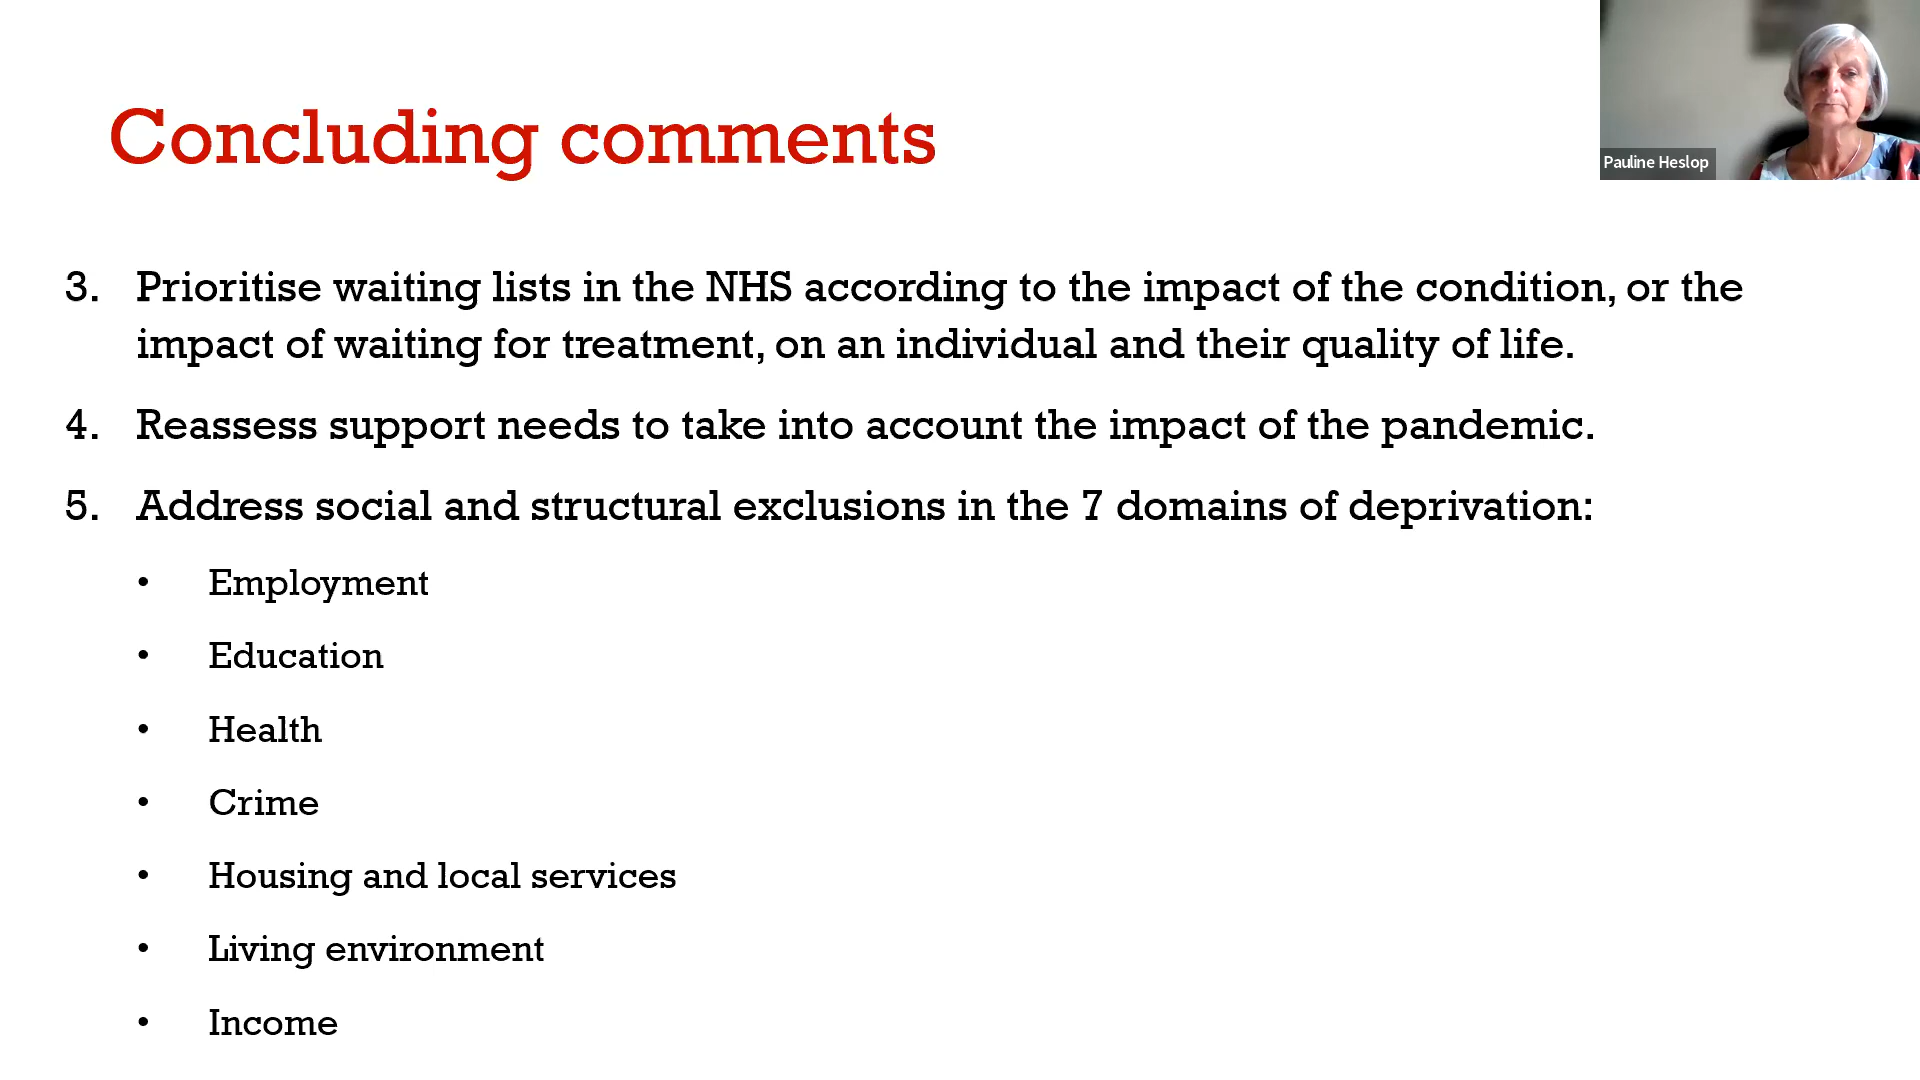 Concluding comments
Pauline Heslop
3. Prioritise waiting lists in the NHS according to the impact of the condition, or the
impact of waiting for treatment, on an individual and their quality of life.
4. Reassess support needs to take into account the impact of the pandemic.
5. Address social and structural exclusions in the 7 domains of deprivation:
• Employment
• Education
• Health
• Crime
• Housing and local services
• Living environment
• Income